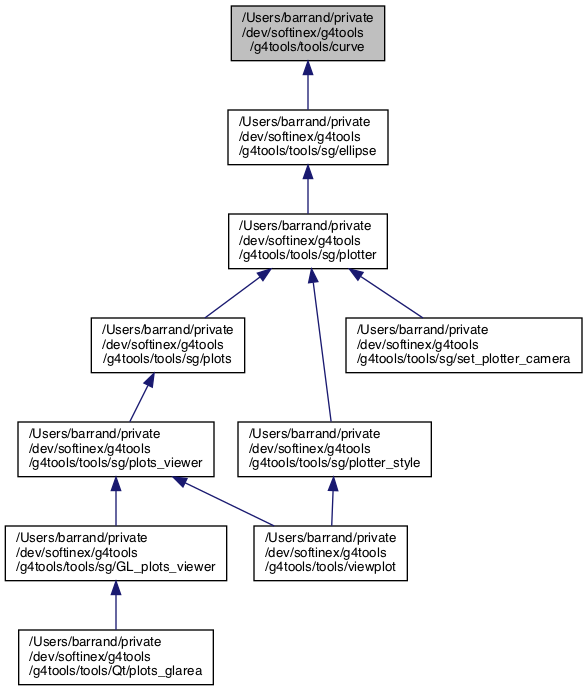 /Users/barrand/private
/dev/softinex/g4tools
/g4tools/tools/curve
/Users/barrand/private
/dev/softinex/g4tools
/g4tools/tools/sg/ellipse
/Users/barrand/private
/dev/softinex/g4tools
/g4tools/tools/sg/plotter
/Users/barrand/private
/dev/softinex/g4tools
/g4tools/tools/sg/plots
/Users/barrand/private
/dev/softinex/g4tools
/g4tools/tools/sg/set_plotter_camera
/Users/barrand/private
/dev/softinex/g4tools
/g4tools/tools/sg/plots_viewer
/Users/barrand/private
/dev/softinex/g4tools
/g4tools/tools/sg/plotter_style
/Users/barrand/private
/dev/softinex/g4tools
/g4tools/tools/sg/GL_plots_viewer
/Users/barrand/private
/dev/softinex/g4tools
/g4tools/tools/viewplot
/Users/barrand/private
/dev/softinex/g4tools
/g4tools/tools/Qt/plots_glarea